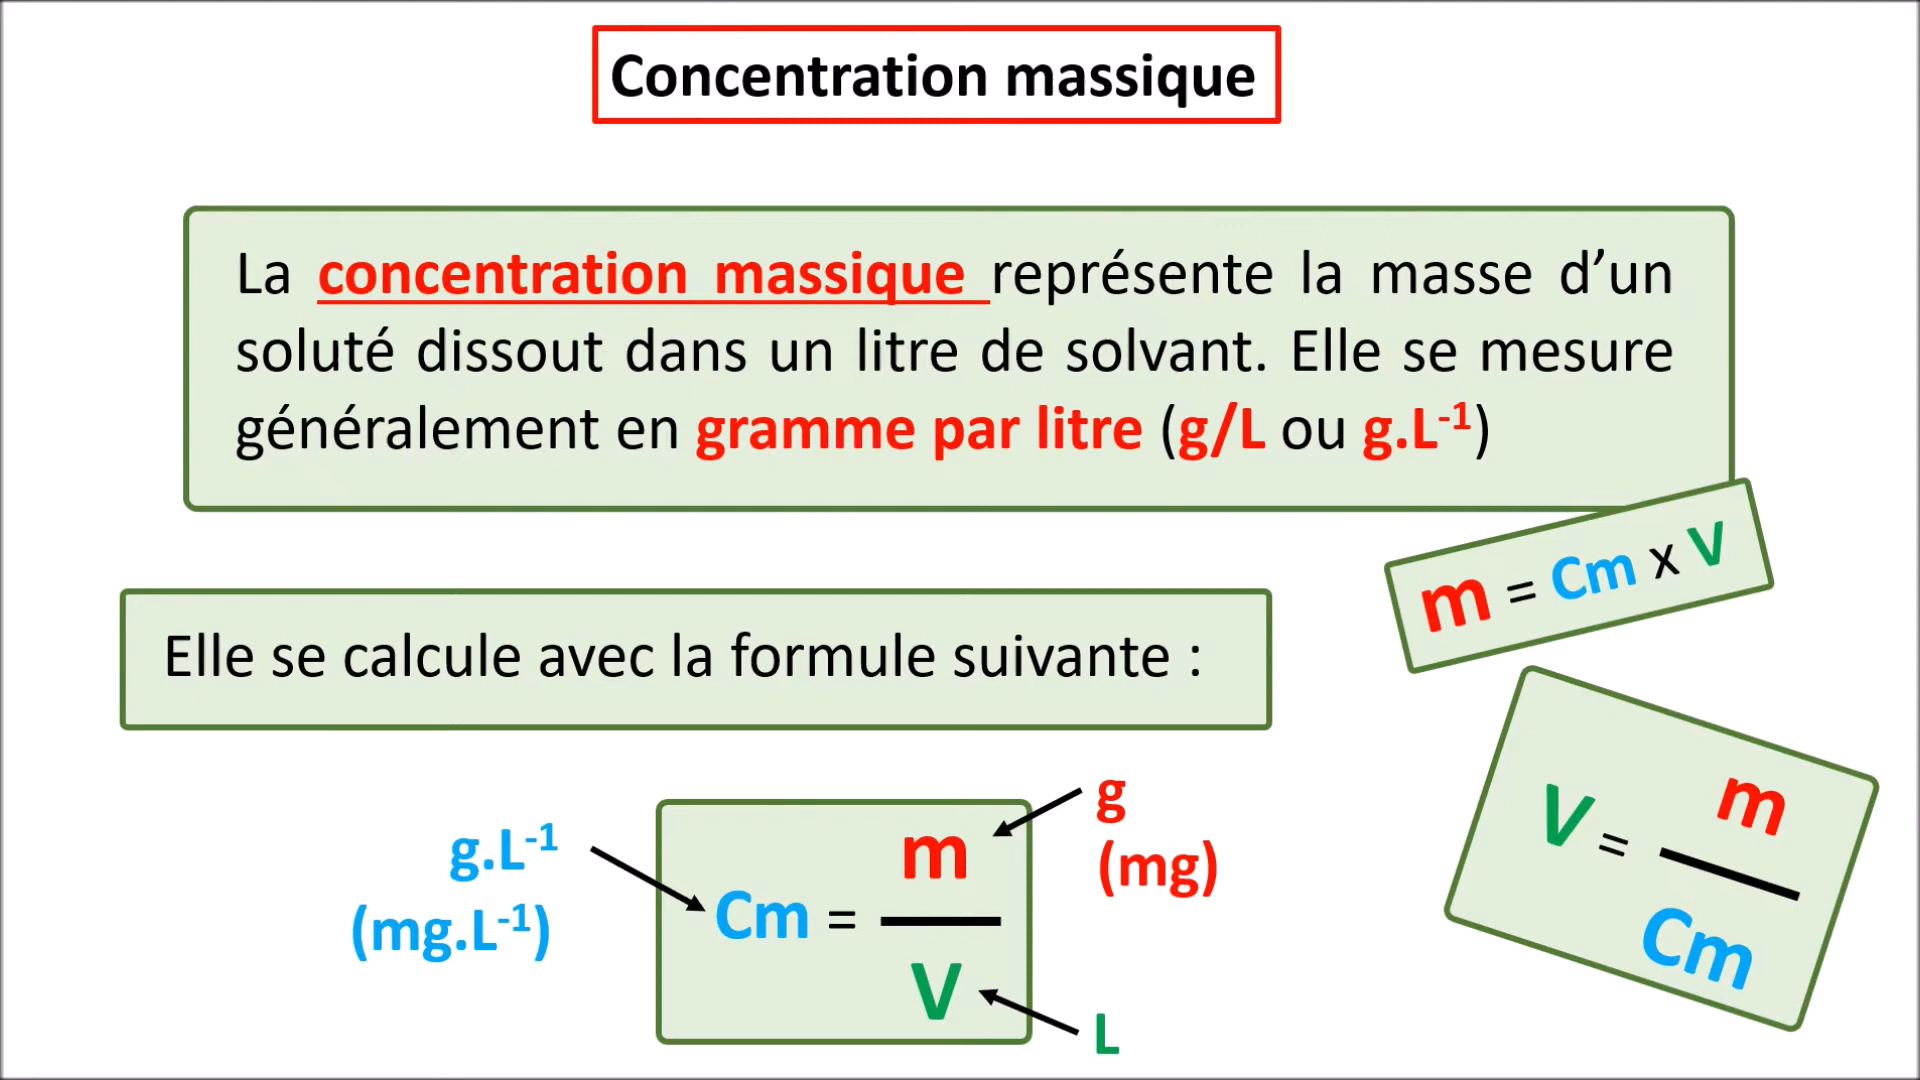 Concentration massique
La concentration massique représente la masse d’un
soluté dissout dans un litre de solvant. Elle se mesure
généralement en gramme par litre (g/L ou g.L⁻¹)
m = Cm x V
Elle se calcule avec la formule suivante :
g.L⁻¹
(mg.L⁻¹)
Cm = m / V
g
(mg)
L
V = m / Cm